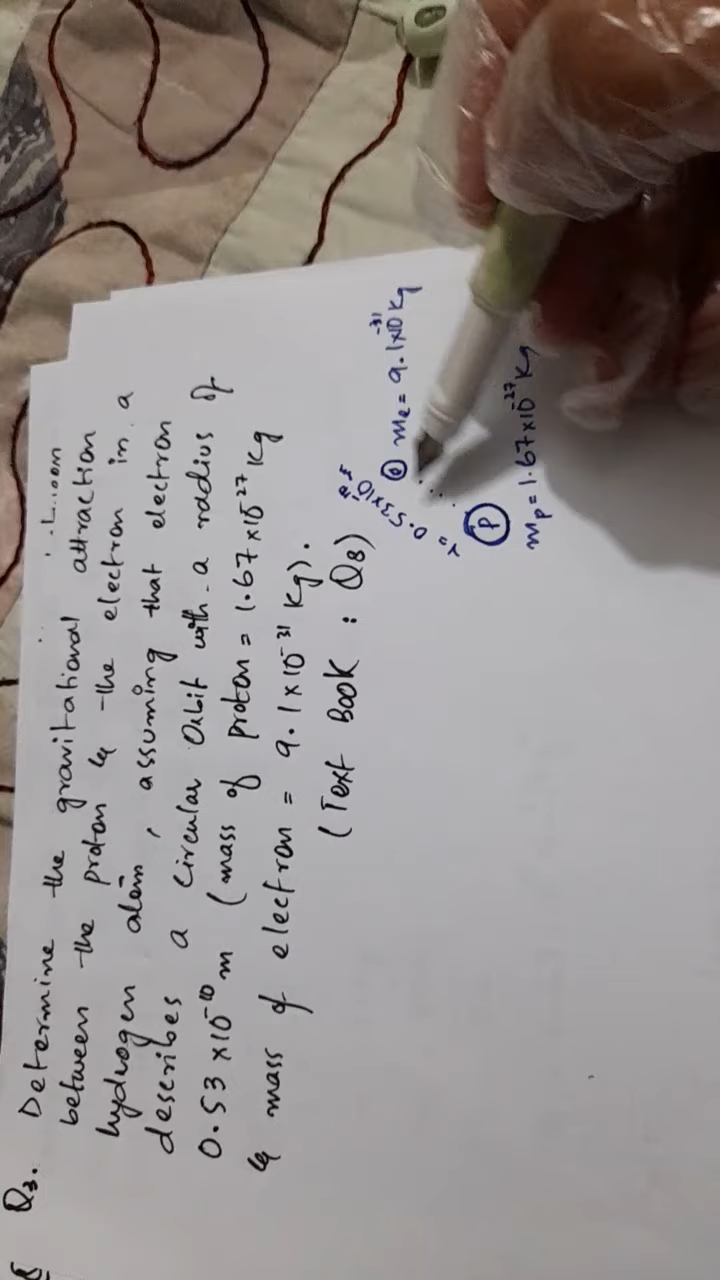 Q3. Determine the gravitational attraction
between the proton & the electron in a
hydrogen atom, assuming that electron
describes a circular orbit with a radius of
0.53 × 10⁻¹⁰ m (mass of proton = 1.67 × 10⁻²⁷ Kg
& mass of electron = 9.1 × 10⁻³¹ Kg).
(Text Book : Q8)
e me = 9.1×10⁻³¹ Kg
r = 0.53×10⁻¹⁰
P
mp = 1.67×10⁻²⁷ Kg